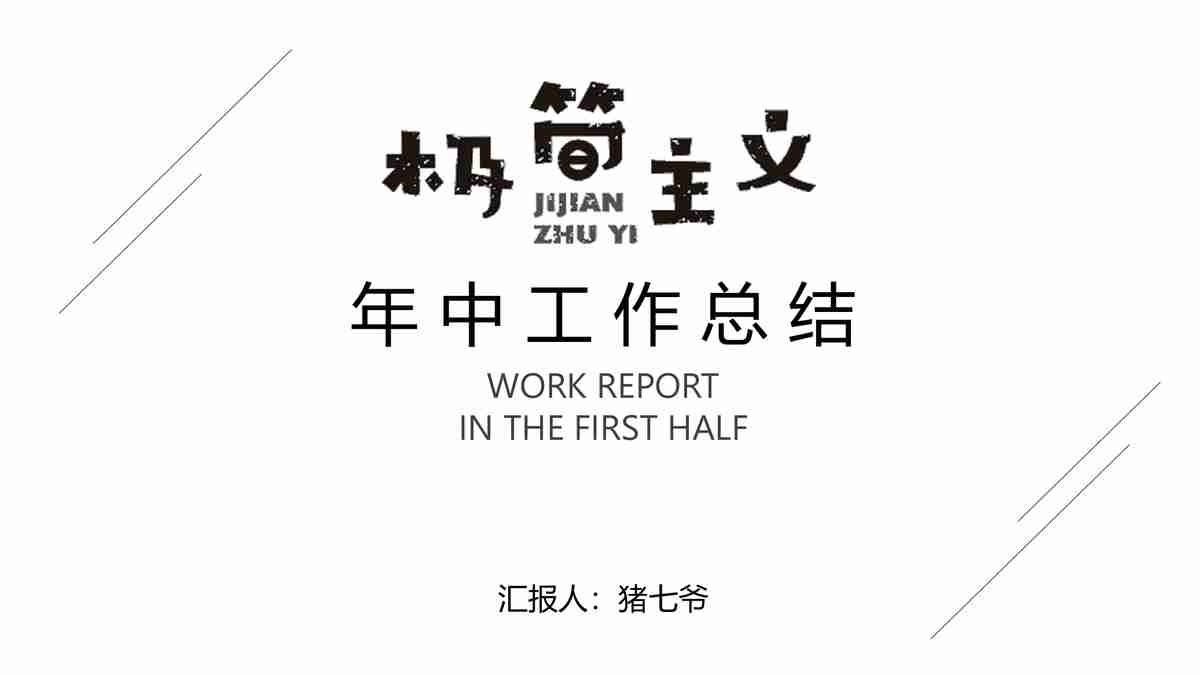 极简主义
JIJIAN
ZHU YI
年中工作总结
WORK REPORT
IN THE FIRST HALF
汇报人：猪七爷